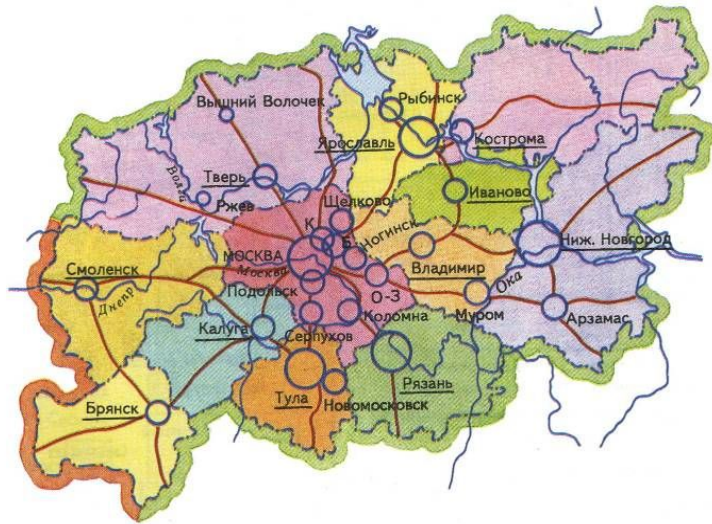 Рыбинск
Вышний Волочек
Ярославль
Кострома
Тверь
Волга
Иваново
Ржев
Щелково
К
Б
Ногинск
МОСКВА
Москва
Ниж. Новгород
Владимир
Смоленск
Днепр
Подольск
О-З
Ока
Муром
Арзамас
Калуга
Серпухов
Коломна
Рязань
Тула
Новомосковск
Брянск